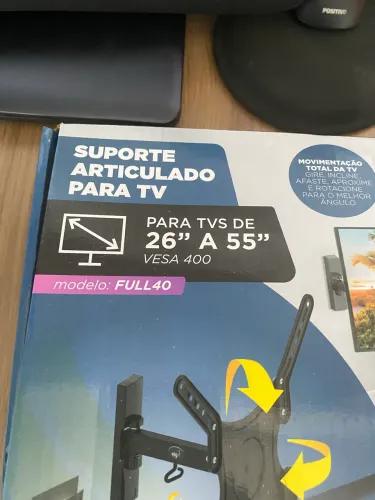 POSITIVO
SUPORTE
ARTICULADO
PARA TV
MOVIMENTAÇÃO
TOTAL DA TV
GIRE, INCLINE,
AFASTE, APROXIME
E ROTACIONE
PARA O MELHOR
ÂNGULO
PARA TVS DE
26" A 55"
VESA 400
modelo: FULL40